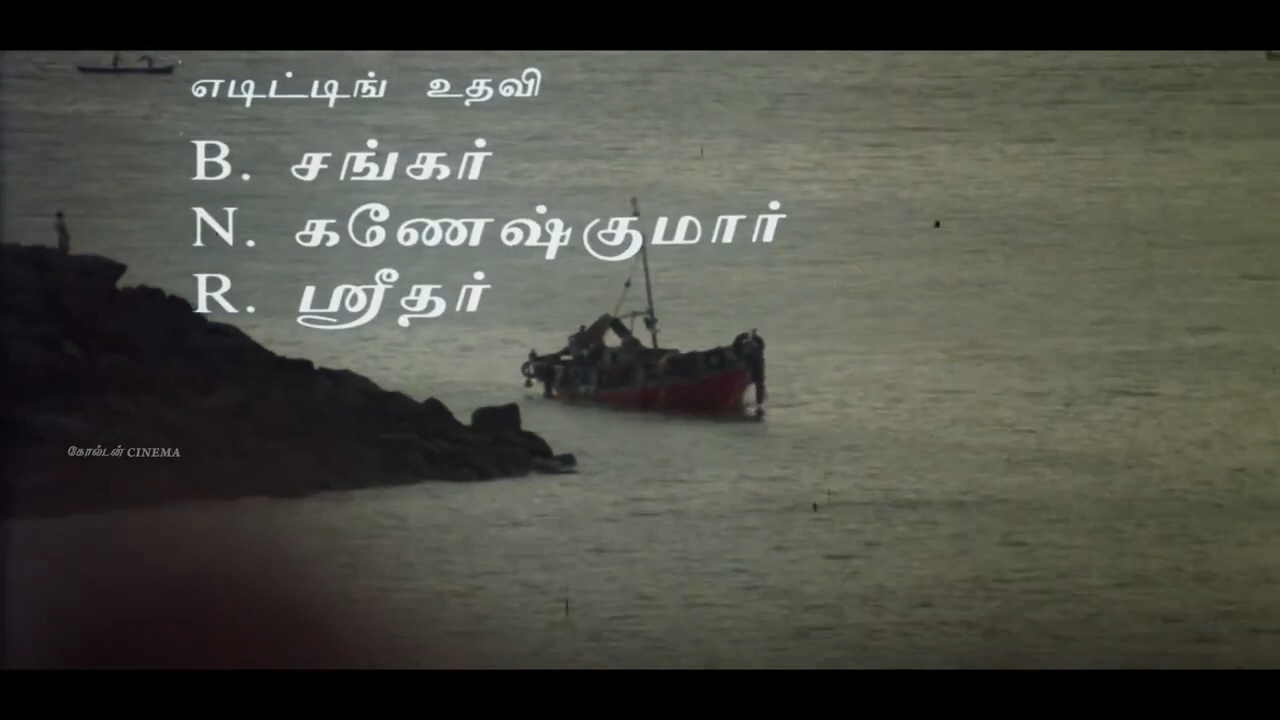 எடிட்டிங் உதவி
B. சங்கர்
N. கணேஷ்குமார்
R. ஸ்ரீதர்
கோல்டன் CINEMA